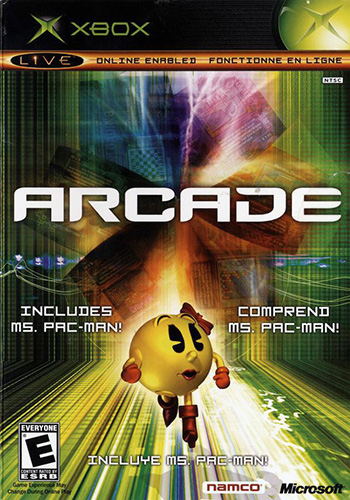 XBOX
LIVE ONLINE ENABLED FONCTIONNE EN LIGNE
NTSC
ARCADE
INCLUDES
MS. PAC-MAN!
COMPREND
MS. PAC-MAN!
INCLUYE MS. PAC-MAN!
EVERYONE
E
CONTENT RATED BY
ESRB
Game Experience May
Change During Online Play
namco
Microsoft